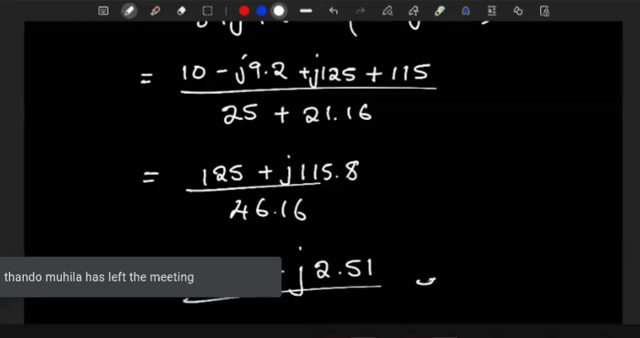 = 10 - j9.2 + j125 + 115
25 + 21.16
= 125 + j115.8
46.16
j2.51
thando muhila has left the meeting